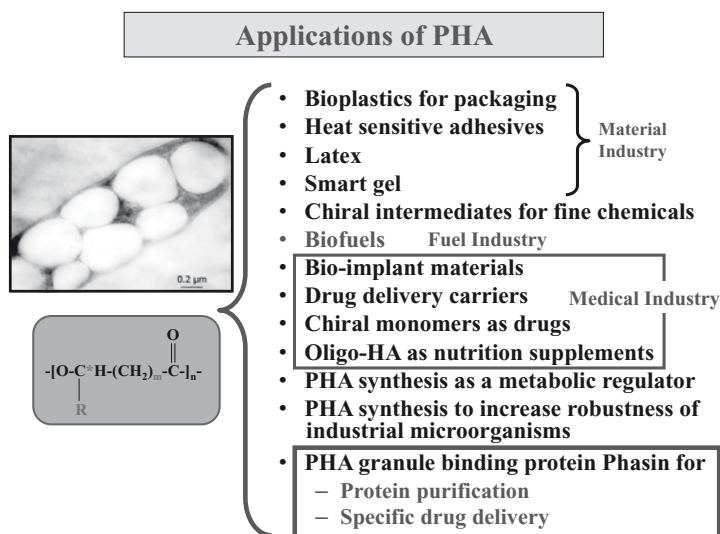 Applications of PHA
• Bioplastics for packaging
• Heat sensitive adhesives
• Latex
• Smart gel
Material
Industry
• Chiral intermediates for fine chemicals
• Biofuels Fuel Industry
• Bio-implant materials
• Drug delivery carriers
• Chiral monomers as drugs
• Oligo-HA as nutrition supplements
Medical Industry
• PHA synthesis as a metabolic regulator
• PHA synthesis to increase robustness of
industrial microorganisms
• PHA granule binding protein Phasin for
– Protein purification
– Specific drug delivery
0.2 μm
O
-[O-C*H-(CH₂)ₘ-C-]ₙ-
R